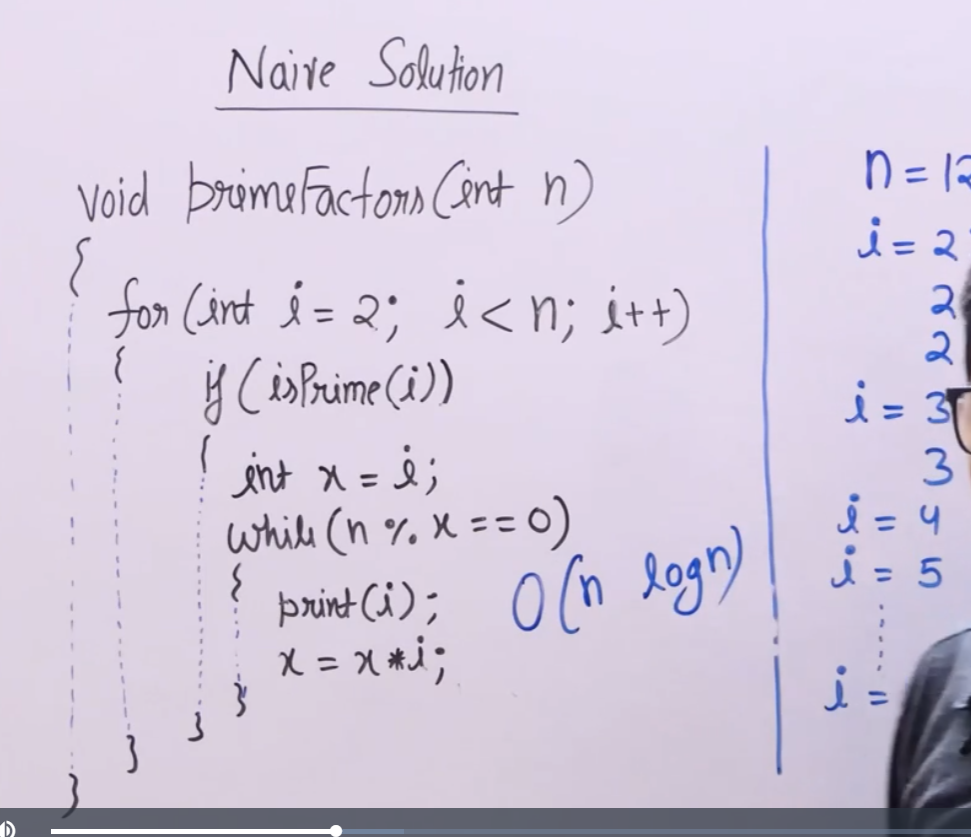 Naive Solution
void primeFactors(int n)
{
for(int i = 2; i < n; i++)
{
if(isPrime(i))
{
int x = i;
while(n % x == 0)
{
print(i);
x = x*i;
}
}
}
}
O(n logn)
n = 12
i = 2
2
2
i = 3
3
i = 4
i = 5
i =